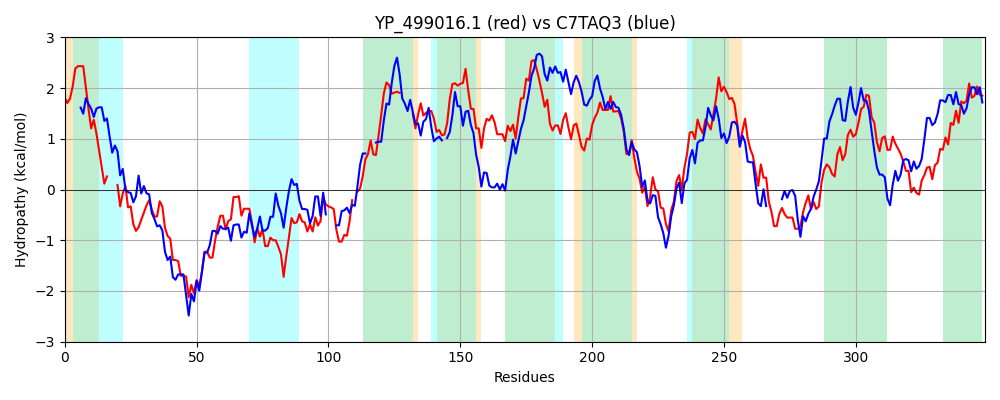 YP_499016.1 (red) vs C7TAQ3 (blue)
Hydropathy (kcal/mol)
3
2
1
0
−1
−2
−3
0 50 100 150 200 250 300
Residues